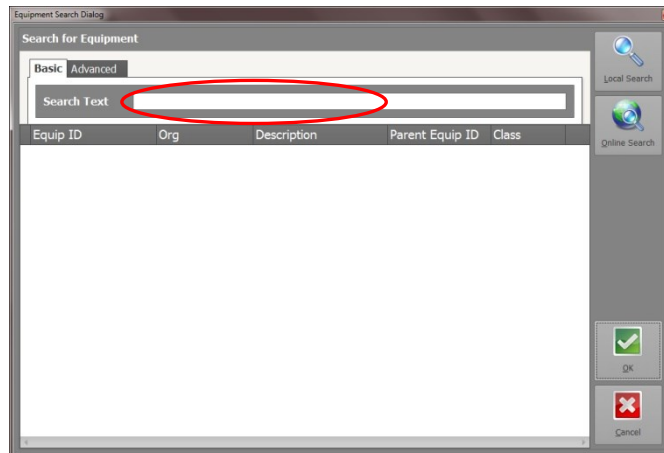 Equipment Search Dialog
Search for Equipment
Basic Advanced
Search Text
Equip ID Org Description Parent Equip ID Class
Local Search
Online Search
OK
Cancel